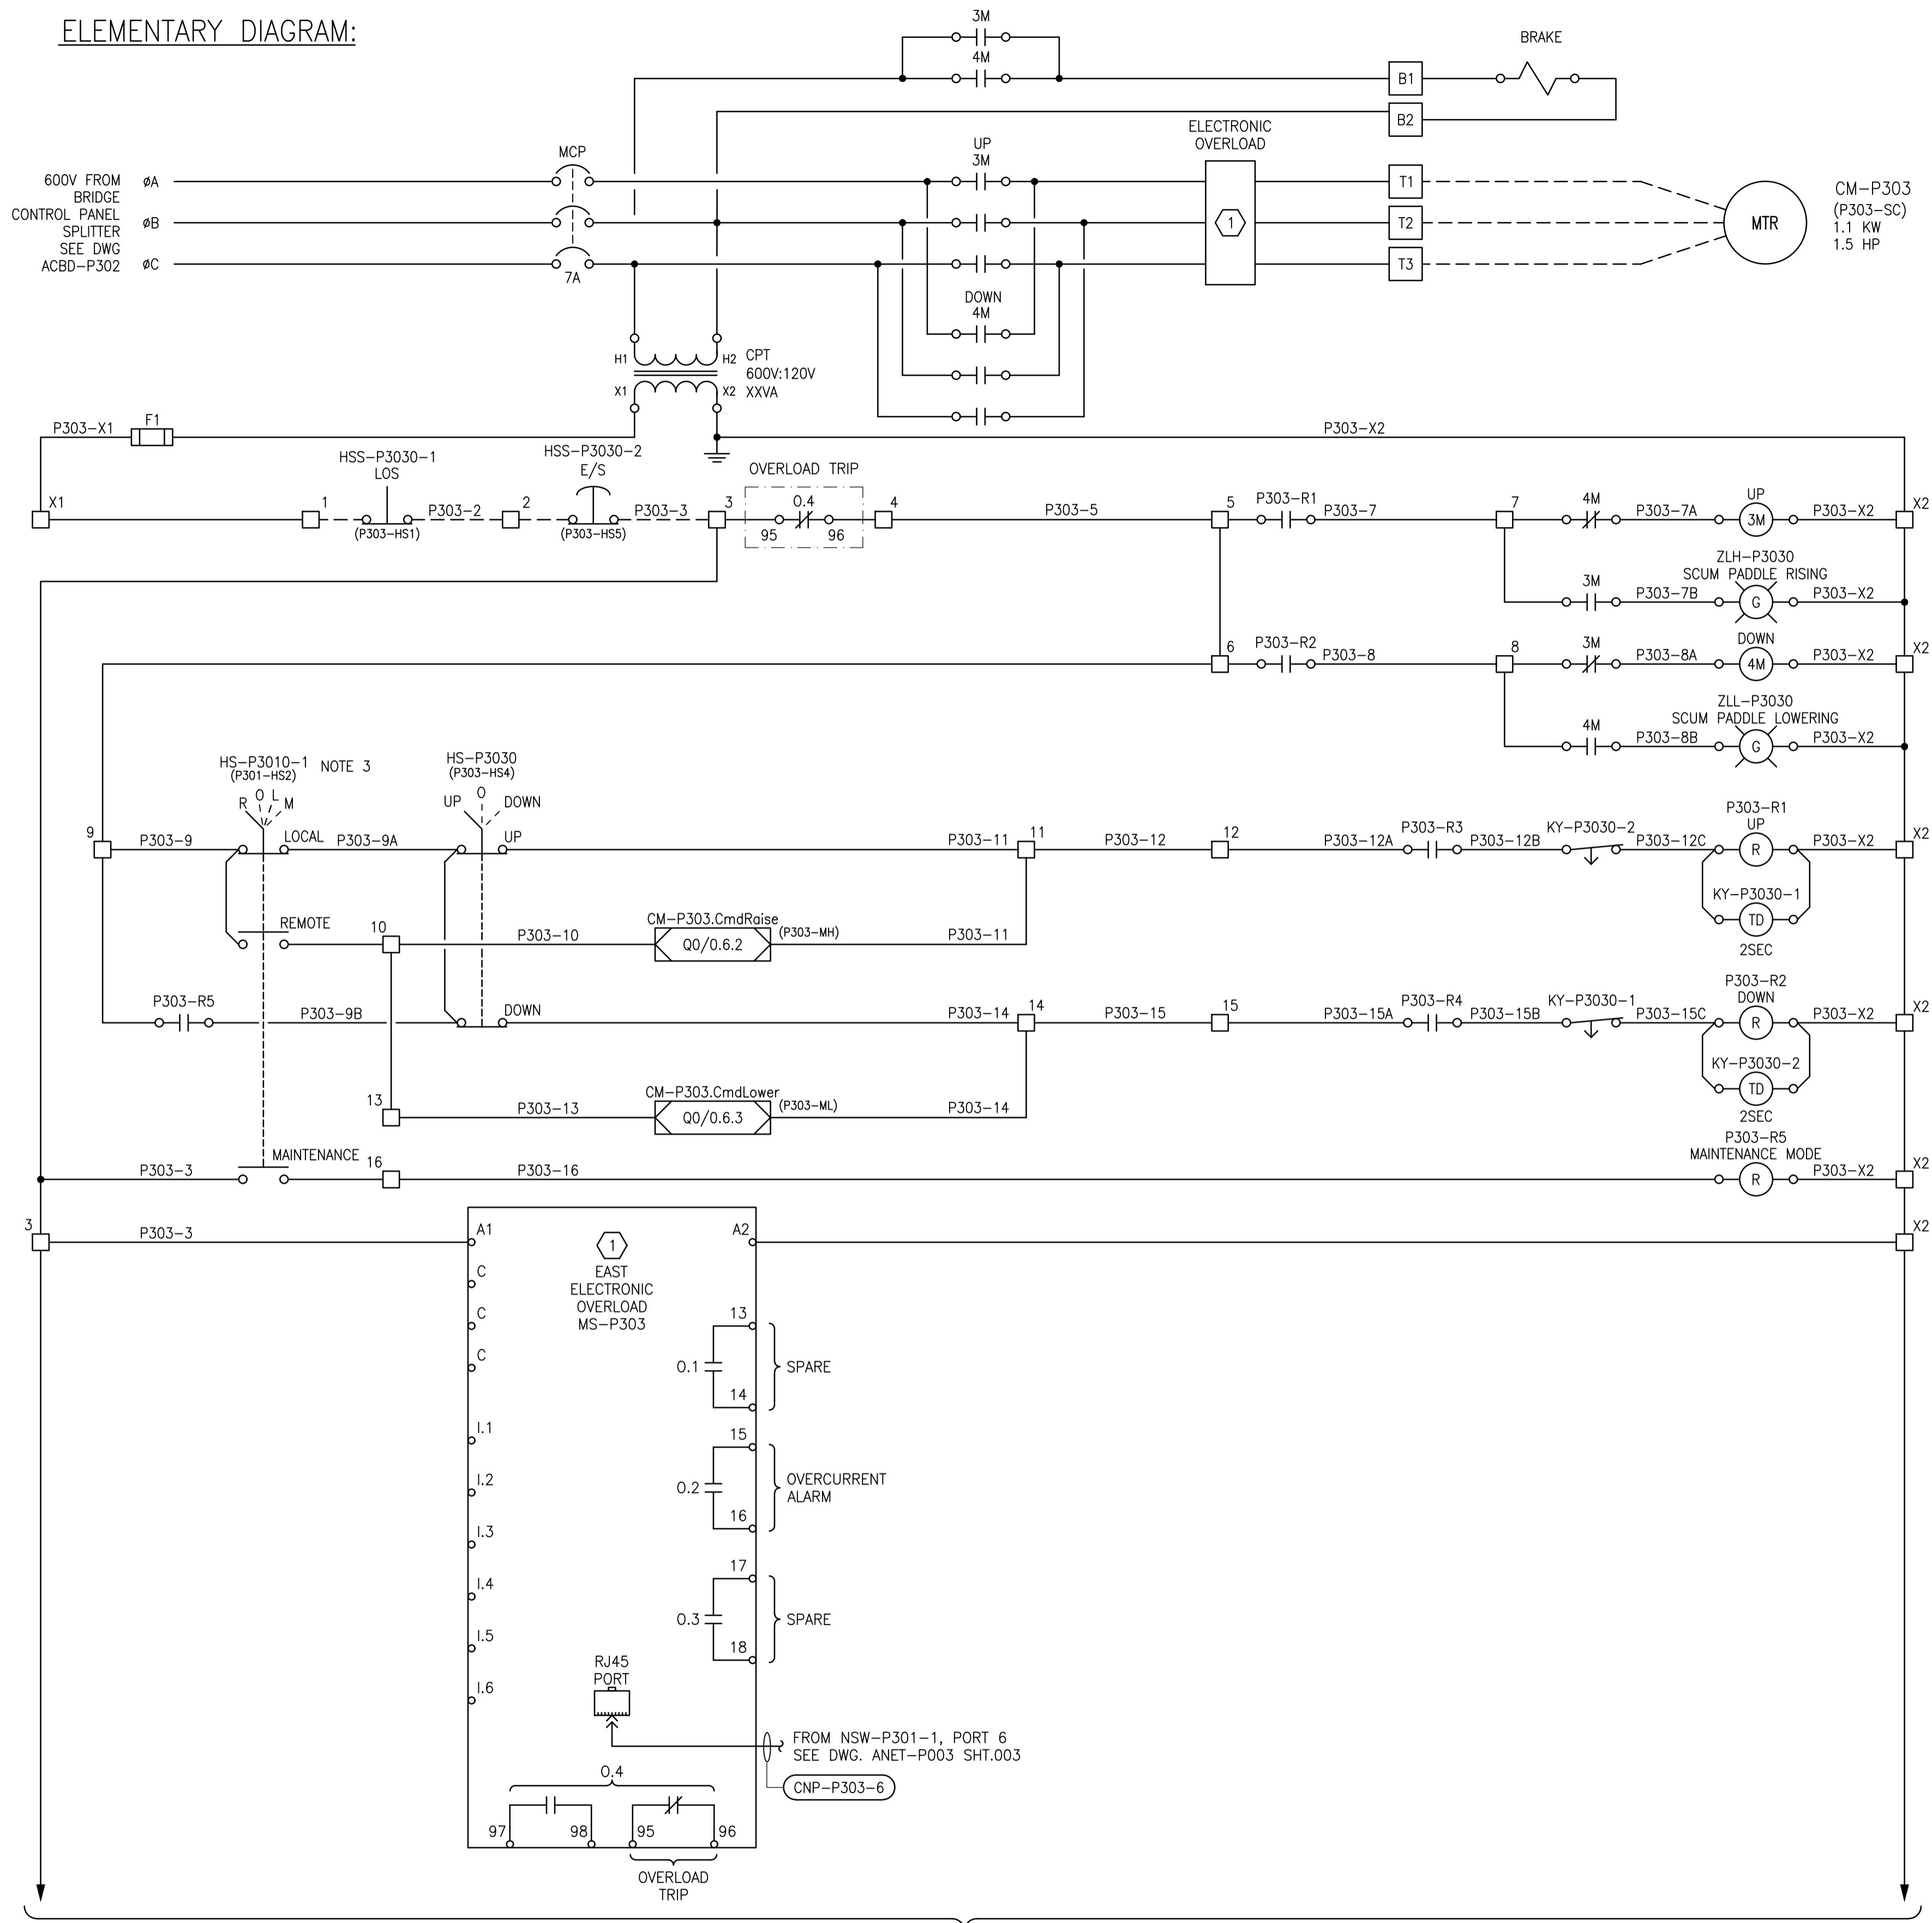 ELEMENTARY DIAGRAM:
3M
4M
BRAKE
B1
B2
ELECTRONIC
OVERLOAD
MCP
UP
3M
600V FROM
BRIDGE
CONTROL PANEL
SPLITTER
SEE DWG
ACBD-P302
øA
øB
øC
7A
1
T1
T2
T3
MTR
CM-P303
(P303-SC)
1.1 KW
1.5 HP
DOWN
4M
H1
H2
CPT
600V:120V
XXVA
X1
X2
P303-X1
F1
P303-X2
HSS-P3030-1
LOS
HSS-P3030-2
E/S
OVERLOAD TRIP
X1
1
P303-2
2
P303-3
3
0.4
4
P303-5
5
P303-R1
P303-7
7
4M
P303-7A
UP
3M
P303-X2
X2
(P303-HS1)
(P303-HS5)
95
96
ZLH-P3030
SCUM PADDLE RISING
3M
P303-7B
G
P303-X2
6
P303-R2
P303-8
8
3M
P303-8A
DOWN
4M
P303-X2
X2
ZLL-P3030
SCUM PADDLE LOWERING
4M
P303-8B
G
P303-X2
HS-P3010-1
(P301-HS2)
NOTE 3
R O L M
HS-P3030
(P303-HS4)
UP O DOWN
9
P303-9
LOCAL
P303-9A
UP
P303-11
11
P303-12
12
P303-12A
P303-R3
P303-12B
KY-P3030-2
P303-12C
P303-R1
UP
R
P303-X2
X2
KY-P3030-1
TD
2SEC
REMOTE
10
P303-10
CM-P303.CmdRaise
Q0/0.6.2
(P303-MH)
P303-11
P303-R5
P303-9B
DOWN
P303-14
14
P303-15
15
P303-15A
P303-R4
P303-15B
KY-P3030-1
P303-15C
P303-R2
DOWN
R
P303-X2
X2
KY-P3030-2
TD
2SEC
13
P303-13
CM-P303.CmdLower
Q0/0.6.3
(P303-ML)
P303-14
P303-3
MAINTENANCE
16
P303-16
P303-R5
MAINTENANCE MODE
R
P303-X2
X2
3
P303-3
A1
1
A2
X2
EAST
ELECTRONIC
OVERLOAD
MS-P303
C
C
C
I.1
I.2
I.3
I.4
I.5
I.6
13
0.1
14
SPARE
15
0.2
16
OVERCURRENT
ALARM
17
0.3
18
SPARE
RJ45
PORT
FROM NSW-P301-1, PORT 6
SEE DWG. ANET-P003 SHT.003
CNP-P303-6
0.4
97
98
95
96
OVERLOAD
TRIP